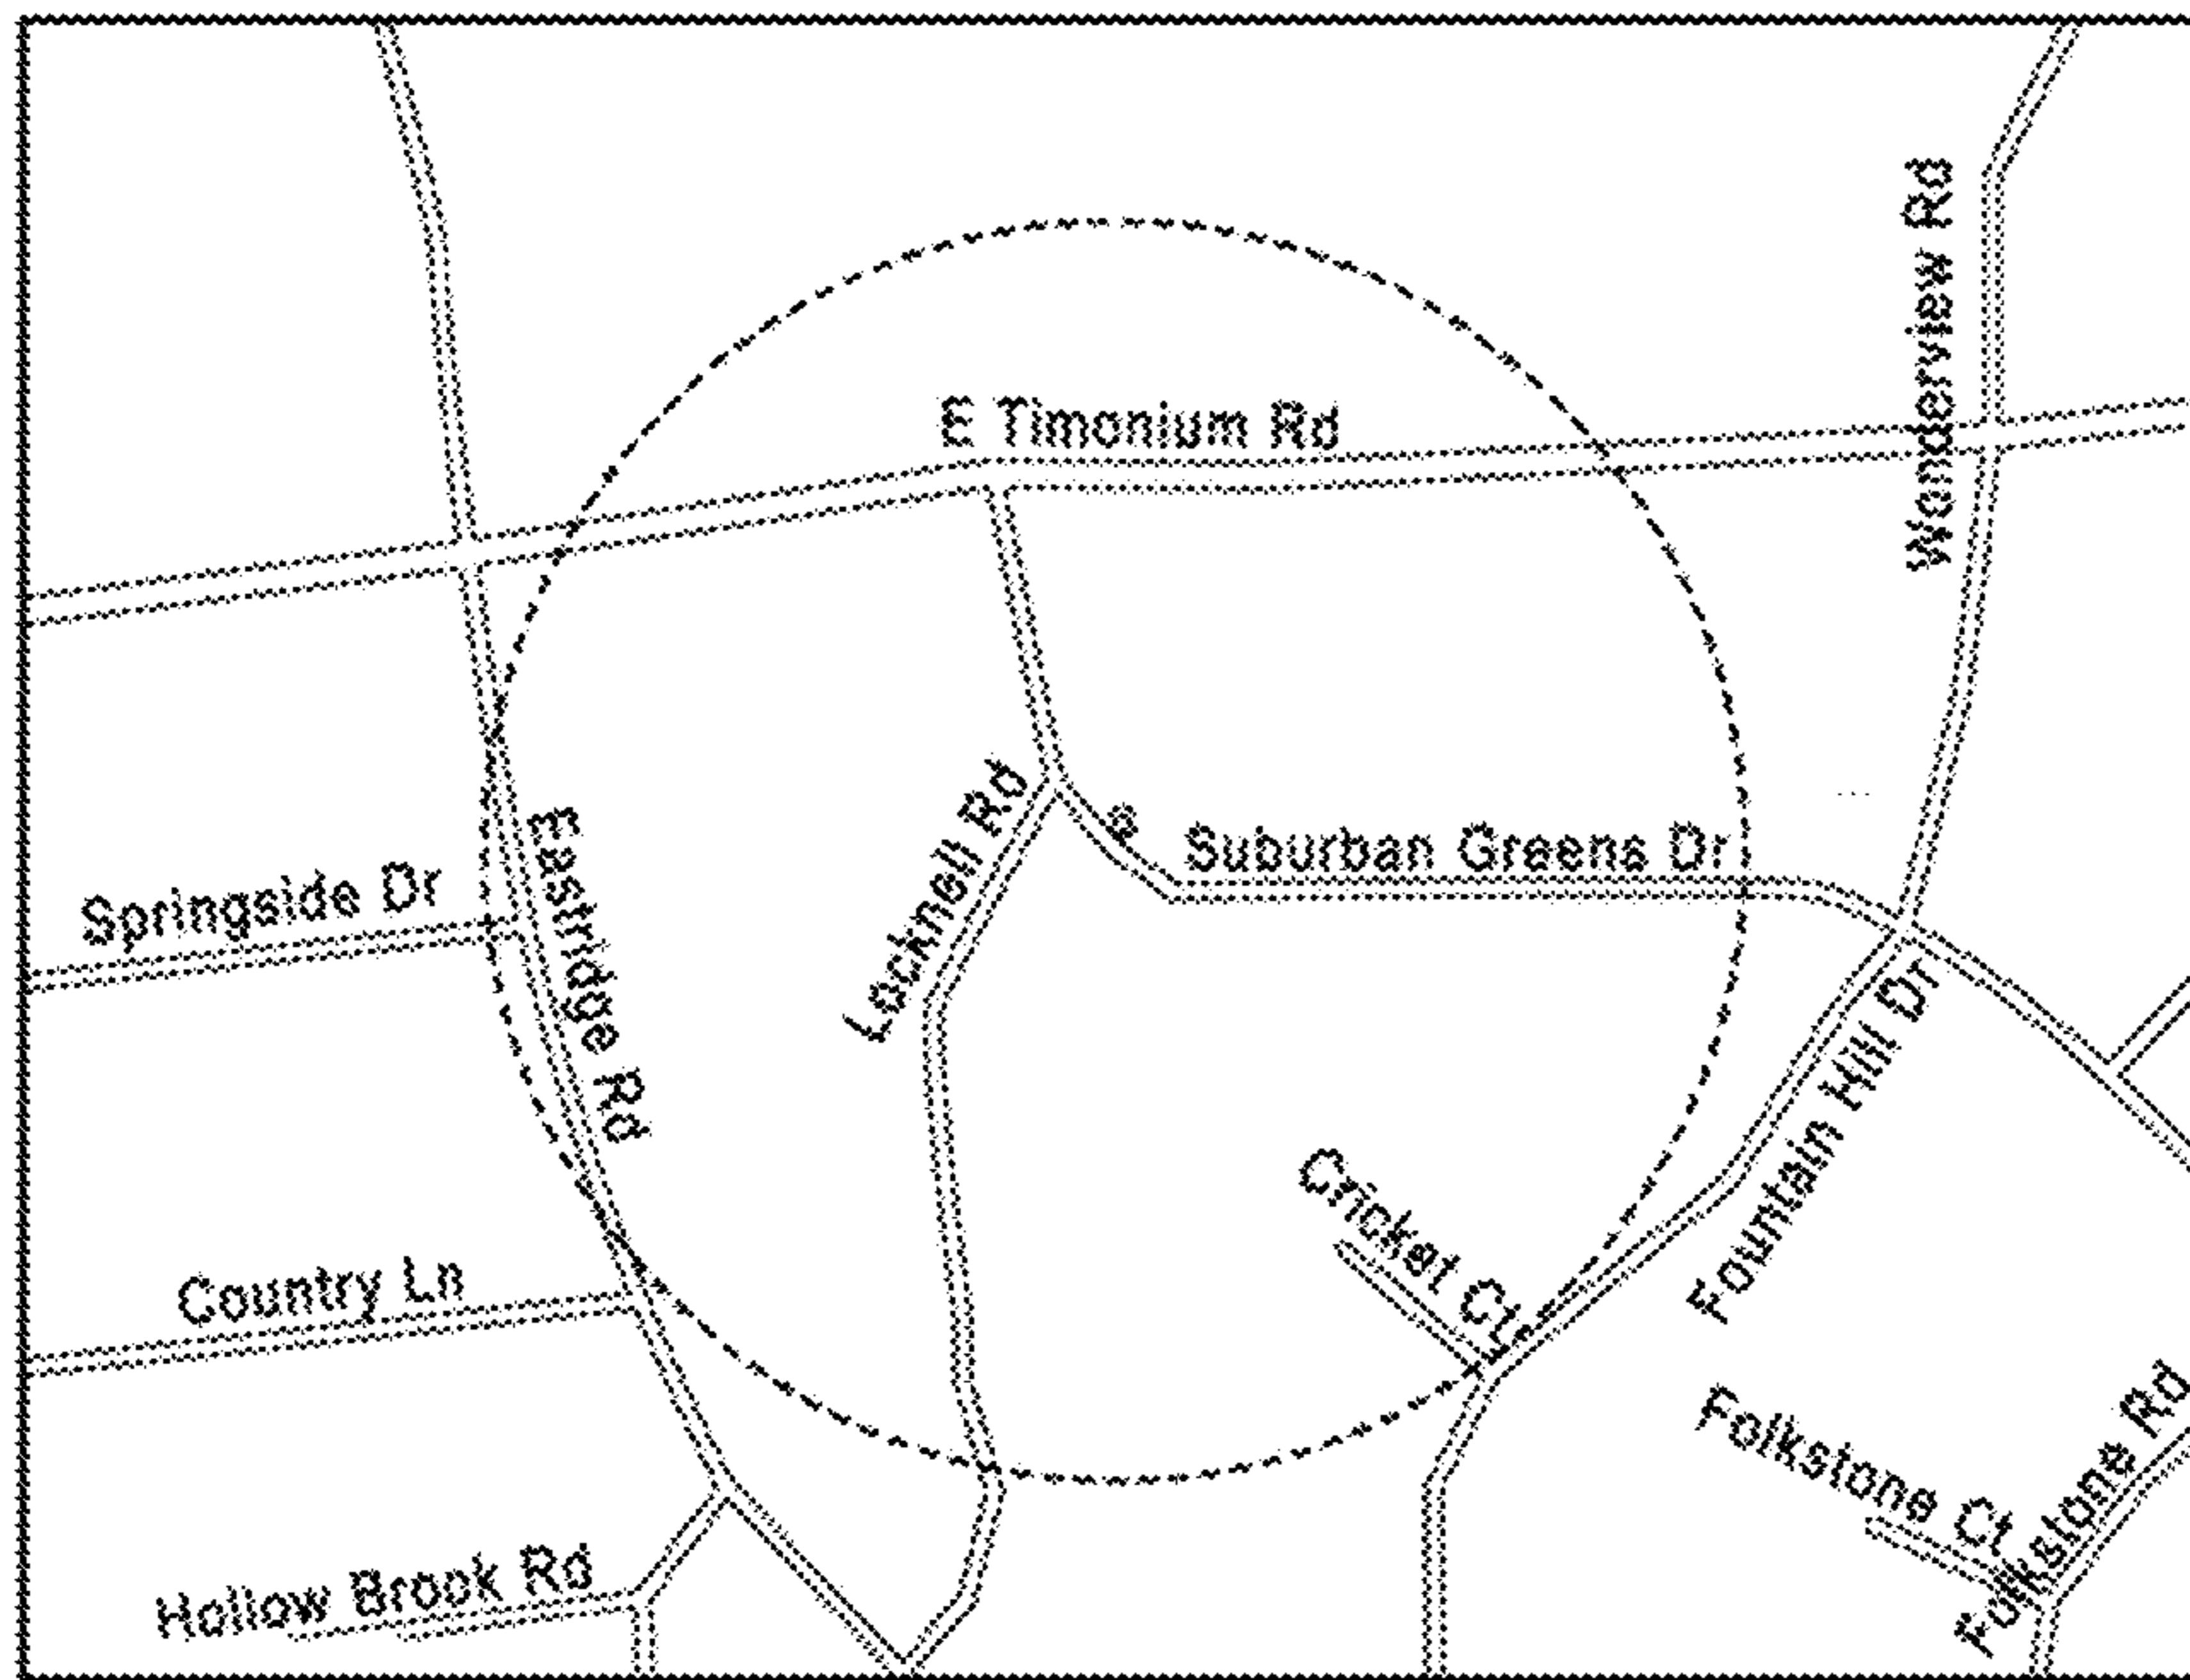 Wonderview Rd
E Timonium Rd
Locknell Rd
Suburban Greens Dr
Eastridge Rd
Springside Dr
Fountain Hill Dr
Cricket Ct
Country Ln
Folkstone Ct
Folkstone Rd
Hollow Brook Rd